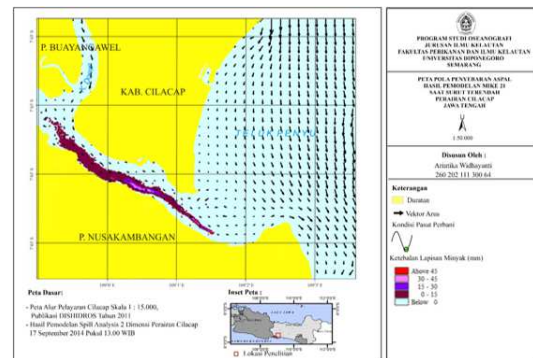 P. BUAYANGAWEL
KAB. CILACAP
TELUK PENYU
P. NUSAKAMBANGAN
Peta Dasar:
- Peta Alur Pelayaran Cilacap Skala 1 : 15.000,
Publikasi DISHIDROS Tahun 2011
- Hasil Pemodelan Spill Analysis 2 Dimensi Perairan Cilacap
17 September 2014 Pukul 13.00 WIB
Inset Peta :
Lokasi Penelitian
PROGRAM STUDI OSEANOGRAFI
JURUSAN ILMU KELAUTAN
FAKULTAS PERIKANAN DAN ILMU KELAUTAN
UNIVERSITAS DIPONEGORO
SEMARANG
PETA POLA PENYEBARAN ASPAL
HASIL PEMODELAN MIKE 21
SAAT SURUT TERENDAH
PERAIRAN CILACAP
JAWA TENGAH
1:50.000
Disusun Oleh :
Widhayanti
260 202 111 300 64
Keterangan
Daratan
Vektor Area
Kondisi Pasut Perbani
Ketebalan Lapisan Minyak (mm)
Above 45
30 - 45
15 - 30
0 - 15
Below 0